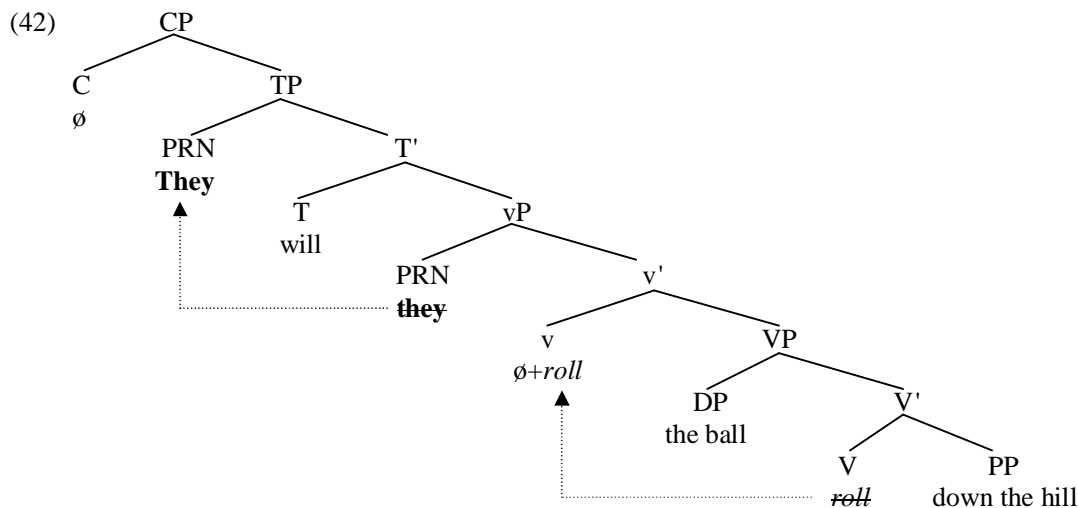 (42) CP
C TP
ø
PRN T'
They
T vP
will
PRN v'
they
v VP
ø+roll
DP V'
the ball
V PP
roll down the hill